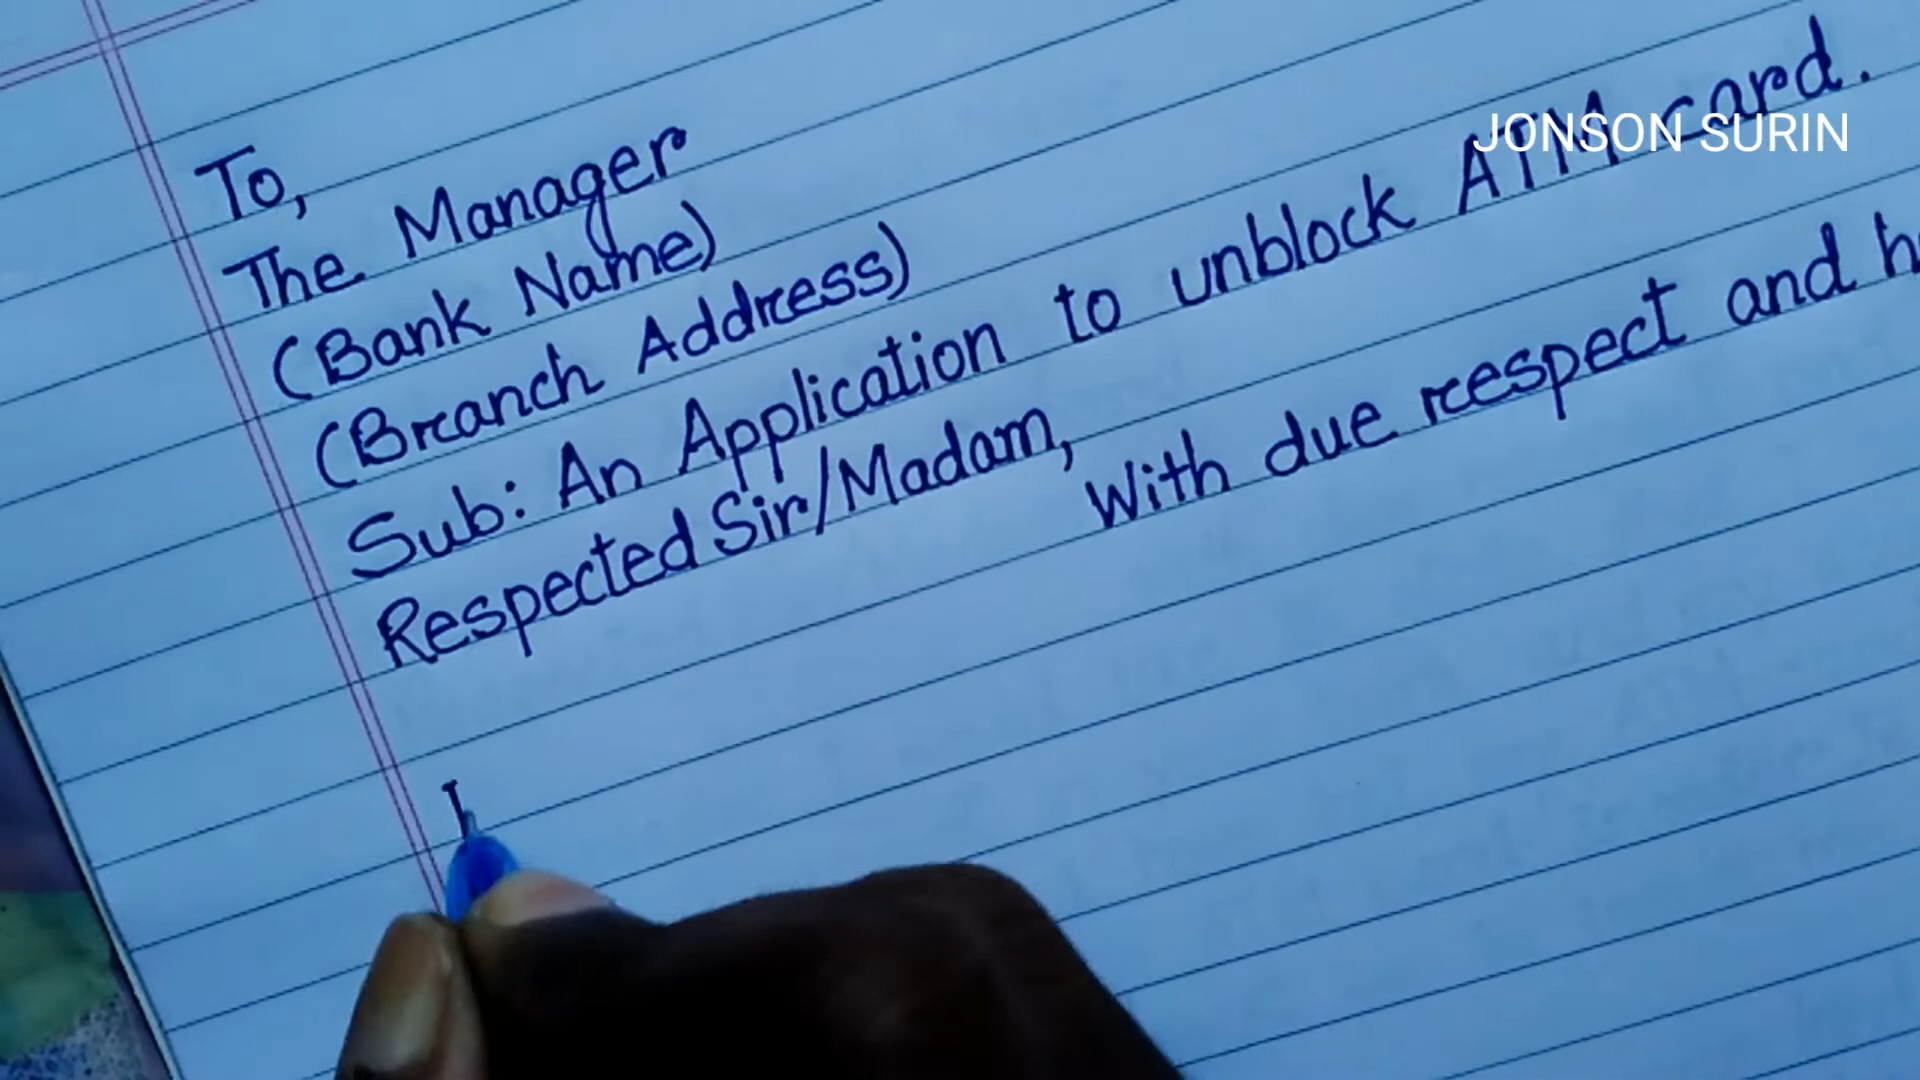 JONSON SURIN
To,
The Manager
(Bank Name)
(Branch Address)
Sub: An Application to unblock ATM card.
Respected Sir/Madam,
With due respect and h
I